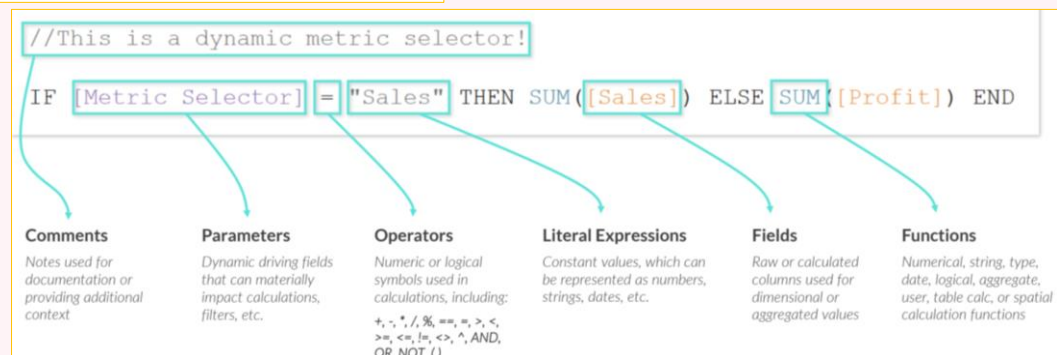 //This is a dynamic metric selector!
IF [Metric Selector] = "Sales" THEN SUM([Sales]) ELSE SUM([Profit]) END
Comments
Notes used for
documentation or
providing additional
context
Parameters
Dynamic driving fields
that can materially
impact calculations,
filters, etc.
Operators
Numeric or logical
symbols used in
calculations, including:
+, -, *, /, %, ==, =, >, <,
>=, <=, !=, <>, ^, AND,
OR, NOT, ( )
Literal Expressions
Constant values, which can
be represented as numbers,
strings, dates, etc.
Fields
Raw or calculated
columns used for
dimensional or
aggregated values
Functions
Numerical, string, type,
date, logical, aggregate,
user, table calc, or spatial
calculation functions